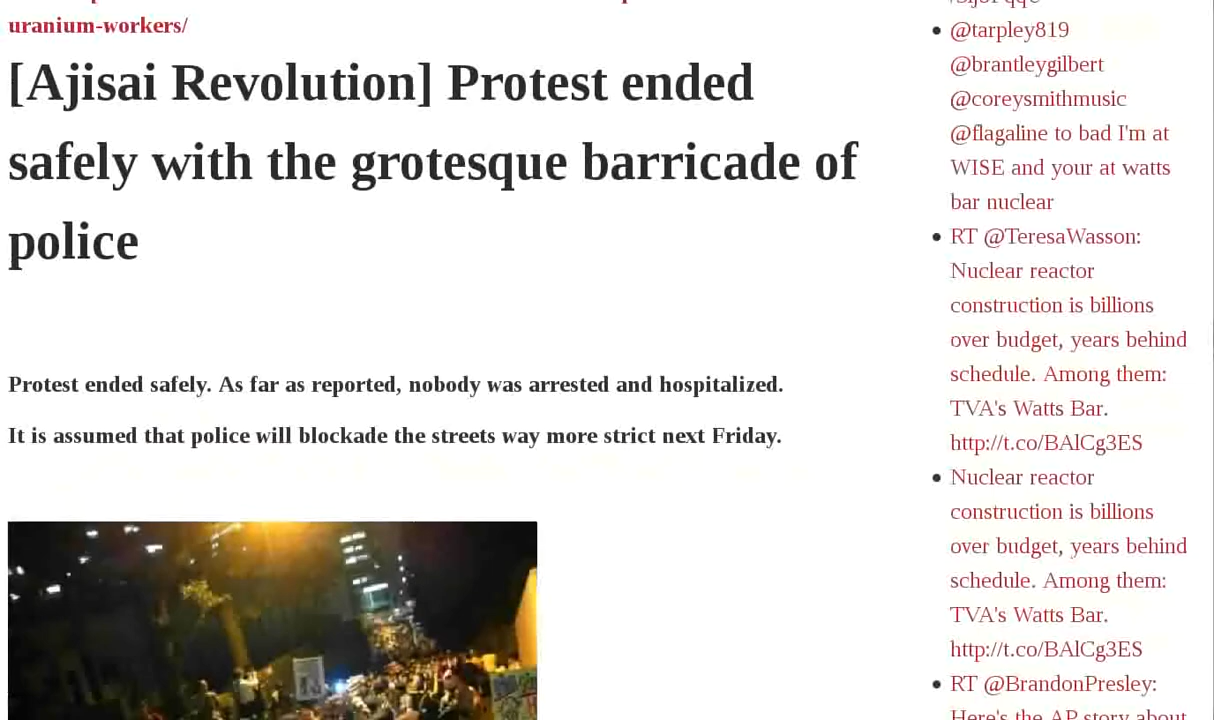 uranium-workers/
[Ajisai Revolution] Protest ended
safely with the grotesque barricade of
police
Protest ended safely. As far as reported, nobody was arrested and hospitalized.
It is assumed that police will blockade the streets way more strict next Friday.
@tarpley819
@brantleygilbert
@coreysmithmusic
@flagaline to bad I'm at
WISE and your at watts
bar nuclear
RT @TeresaWasson:
Nuclear reactor
construction is billions
over budget, years behind
schedule. Among them:
TVA's Watts Bar.
http://t.co/BAlCg3ES
Nuclear reactor
construction is billions
over budget, years behind
schedule. Among them:
TVA's Watts Bar.
http://t.co/BAlCg3ES
RT @BrandonPresley:
Here's the AP story about